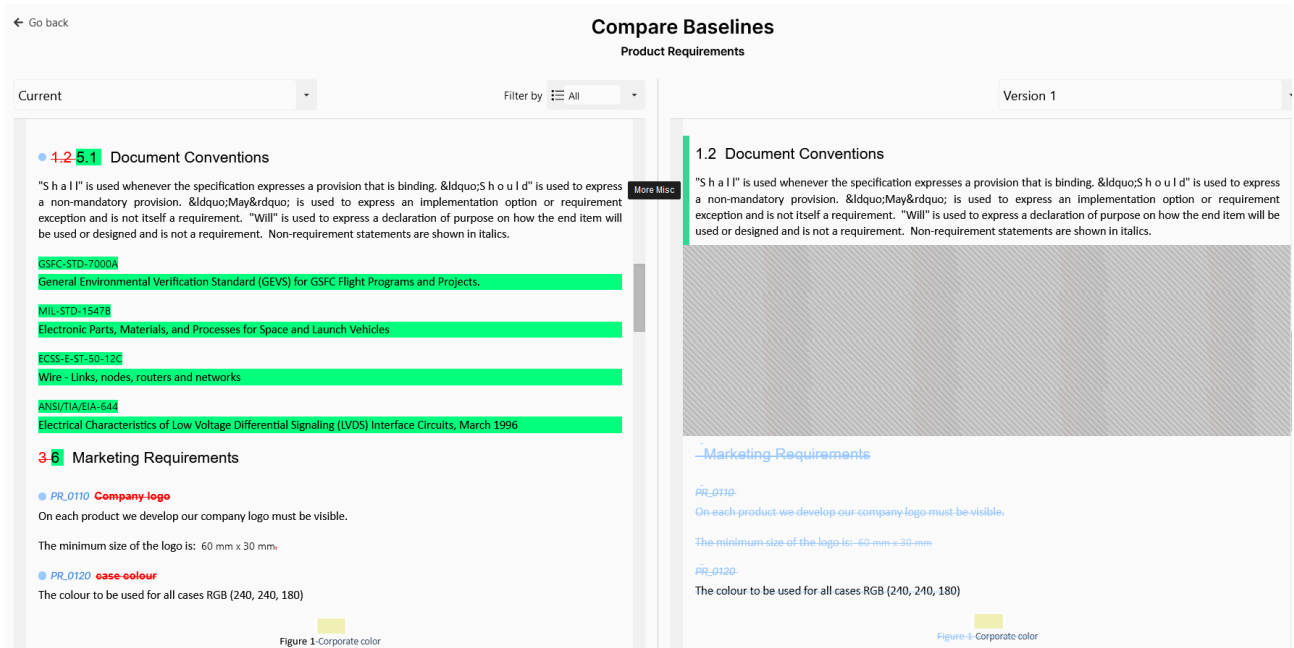 Go back
Compare Baselines
Product Requirements
Current
Filter by
All
Version 1
1.2 5.1 Document Conventions
"S h a l l" is used whenever the specification expresses a provision that is binding. &ldquo;S h o u l d" is used to express
a non-mandatory provision. &ldquo;May&rdquo; is used to express an implementation option or requirement
exception and is not itself a requirement. "Will" is used to express a declaration of purpose on how the end item will
be used or designed and is not a requirement. Non-requirement statements are shown in italics.
GSFC-STD-7000A
General Environmental Verification Standard (GEVS) for GSFC Flight Programs and Projects.
MIL-STD-1547B
Electronic Parts, Materials, and Processes for Space and Launch Vehicles
ECSS-E-ST-50-12C
Wire - Links, nodes, routers and networks
ANSI/TIA/EIA-644
Electrical Characteristics of Low Voltage Differential Signaling (LVDS) Interface Circuits, March 1996
3 6 Marketing Requirements
PR_0110 Company logo
On each product we develop our company logo must be visible.
The minimum size of the logo is: 60 mm x 30 mm.
PR_0120 case colour
The colour to be used for all cases RGB (240, 240, 180)
Figure 1-Corporate color
More Misc
1.2 Document Conventions
"S h a l l" is used whenever the specification expresses a provision that is binding. &ldquo;S h o u l d" is used to express
a non-mandatory provision. &ldquo;May&rdquo; is used to express an implementation option or requirement
exception and is not itself a requirement. "Will" is used to express a declaration of purpose on how the end item will be
used or designed and is not a requirement. Non-requirement statements are shown in italics.
Marketing Requirements
PR_0110
On each product we develop our company logo must be visible.
The minimum size of the logo is: 60 mm x 30 mm
PR_0120
The colour to be used for all cases RGB (240, 240, 180)
Figure 1 Corporate color